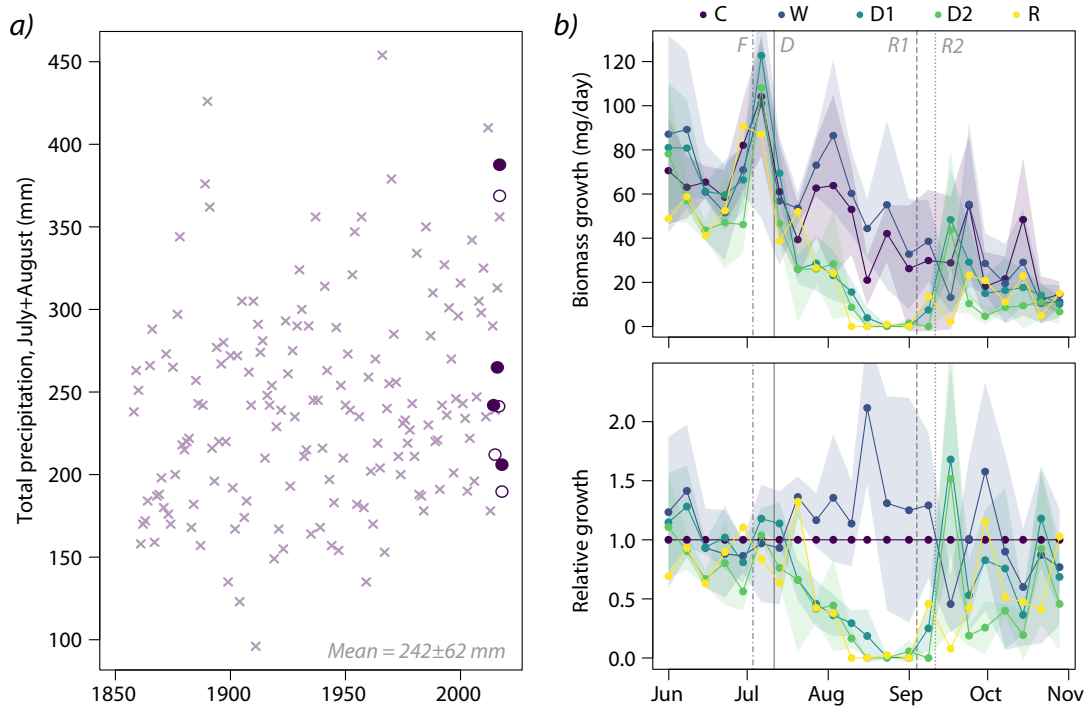 a)
Total precipitation, July+August (mm)
450
400
350
300
250
200
150
100
Mean = 242±62 mm
1850
1900
1950
2000
b)
C W D1 D2 R
F D R1 R2
Biomass growth (mg/day)
120
100
80
60
40
20
0
Relative growth
2.0
1.5
1.0
0.5
0.0
Jun Jul Aug Sep Oct Nov